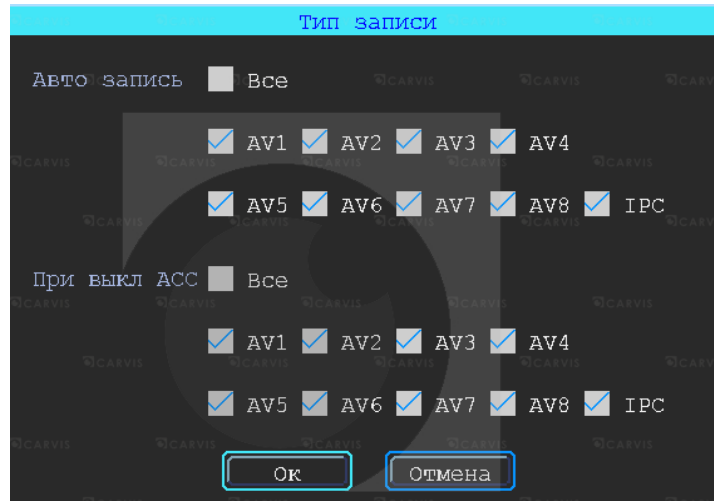 Тип записи
Авто запись Все
AV1 AV2 AV3 AV4
AV5 AV6 AV7 AV8 IPC
При выкл ACC Все
AV1 AV2 AV3 AV4
AV5 AV6 AV7 AV8 IPC
Ок Отмена
CARVIS